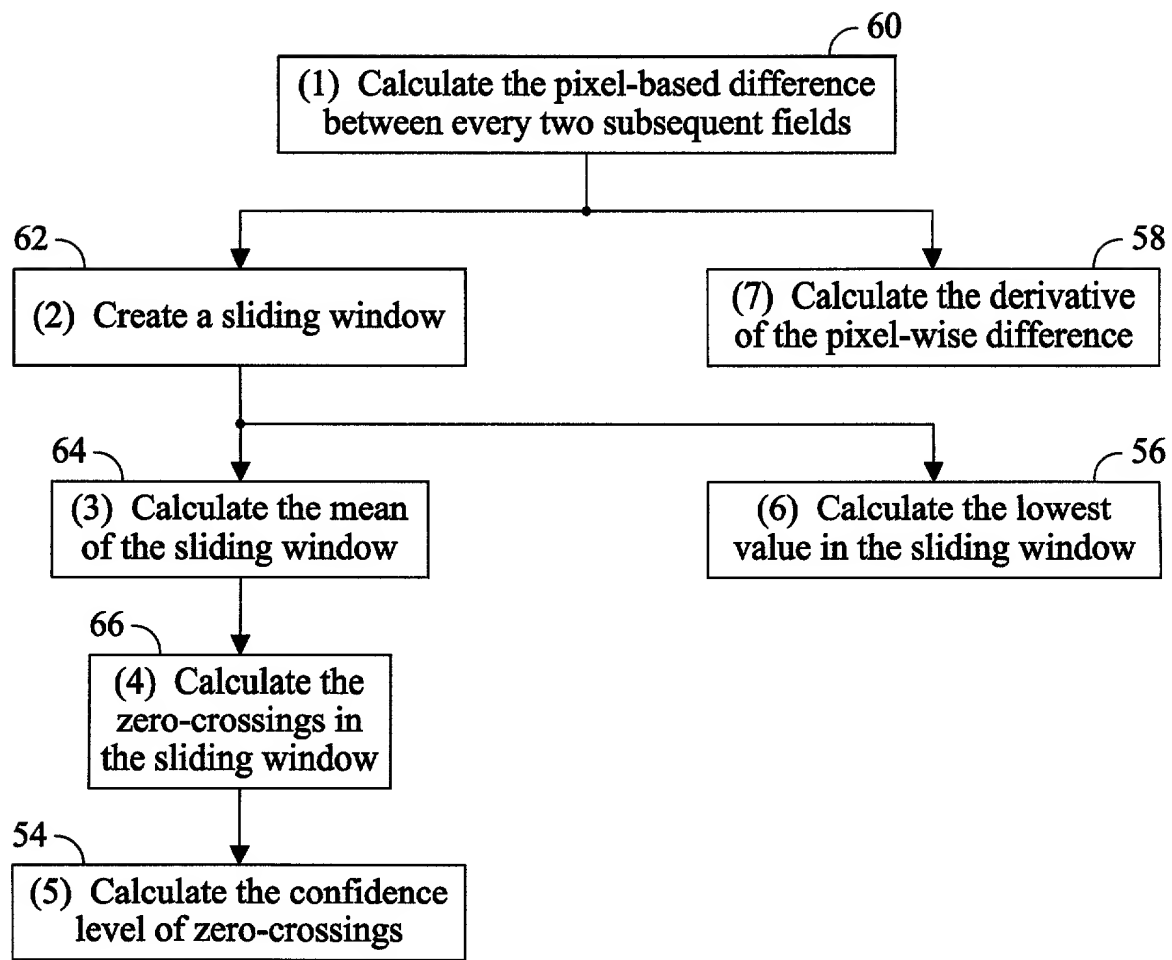 60
(1) Calculate the pixel-based difference
between every two subsequent fields
62
(2) Create a sliding window
58
(7) Calculate the derivative
of the pixel-wise difference
64
(3) Calculate the mean
of the sliding window
56
(6) Calculate the lowest
value in the sliding window
66
(4) Calculate the
zero-crossings in
the sliding window
54
(5) Calculate the confidence
level of zero-crossings